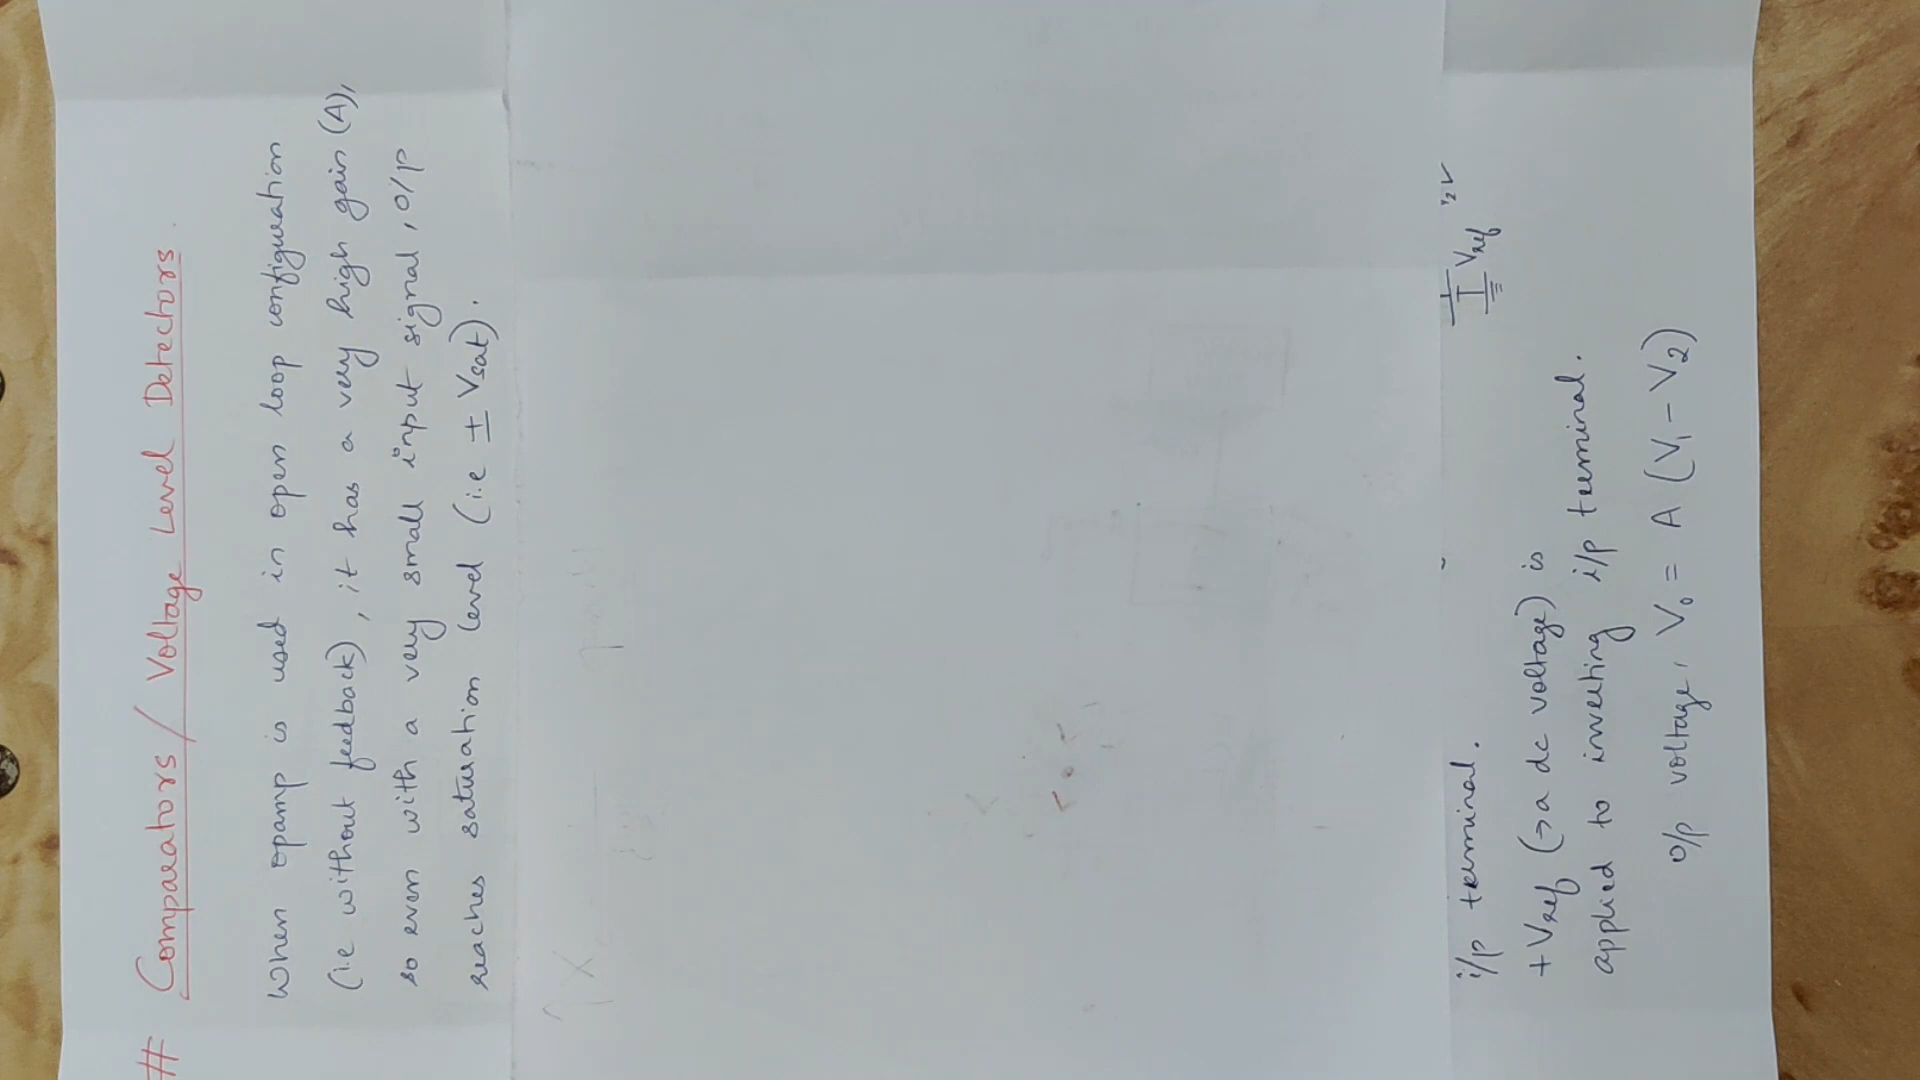 # Comparators / Voltage Level Detectors.
When opamp is used in open loop configuration
(i.e without feedback), it has a very high gain (A),
so even with a very small input signal, o/p
reaches saturation level (i.e ± Vsat).
Vref
i/p terminal.
+Vref (→a dc voltage) is
applied to inverting i/p terminal.
o/p voltage, Vo = A (V1 - V2)